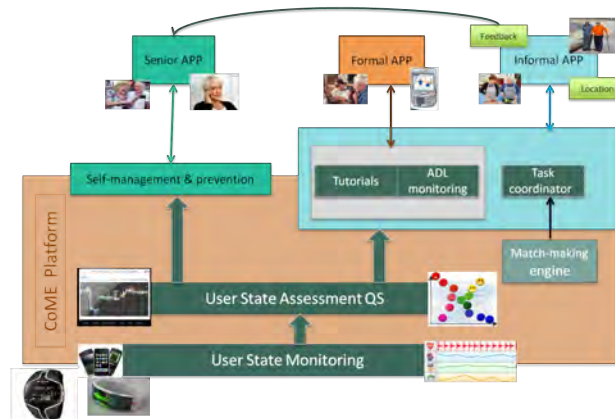 Feedback
Senior APP
Formal APP
Informal APP
Location
Self-management & prevention
Tutorials
ADL
monitoring
Task
coordinator
Match-making
engine
CoME Platform
User State Assessment QS
User State Monitoring